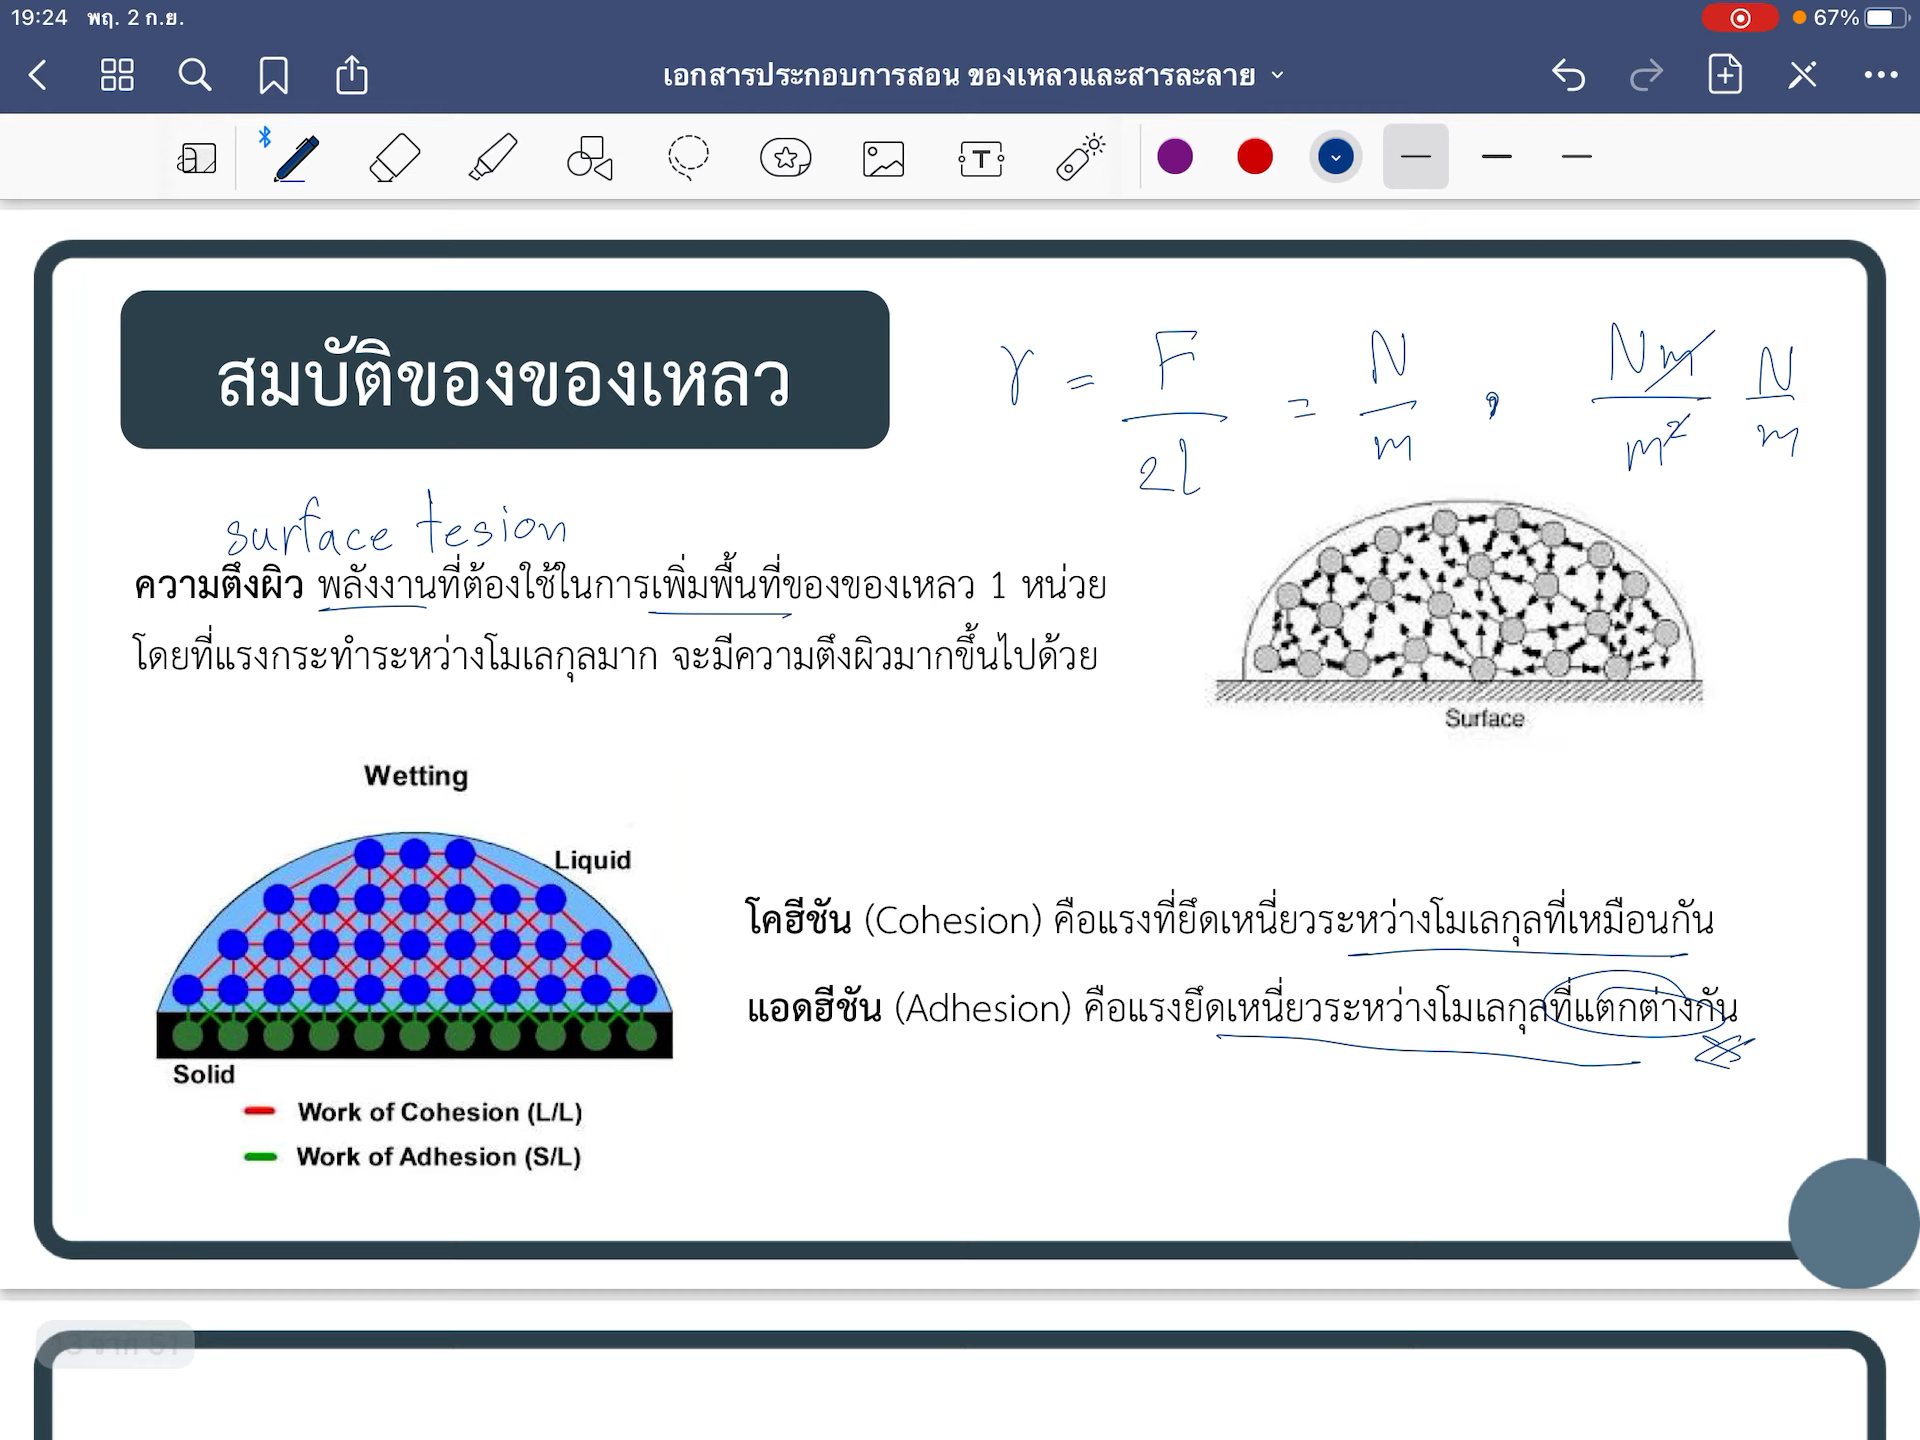 19:24 พฤ. 2 ก.ย.
67%
เอกสารประกอบการสอน ของเหลวและสารละลาย
สมบัติของของเหลว
γ = F / 2l = N / m , Nm / m² N / m
surface tesion
ความตึงผิว พลังงานที่ต้องใช้ในการเพิ่มพื้นที่ของของเหลว 1 หน่วย
โดยที่แรงกระทำระหว่างโมเลกุลมาก จะมีความตึงผิวมากขึ้นไปด้วย
Surface
Wetting
Liquid
โคฮีชัน (Cohesion) คือแรงที่ยึดเหนี่ยวระหว่างโมเลกุลที่เหมือนกัน
แอดฮีชัน (Adhesion) คือแรงยึดเหนี่ยวระหว่างโมเลกุลที่แตกต่างกัน
Solid
Work of Cohesion (L/L)
Work of Adhesion (S/L)
13 จาก 51